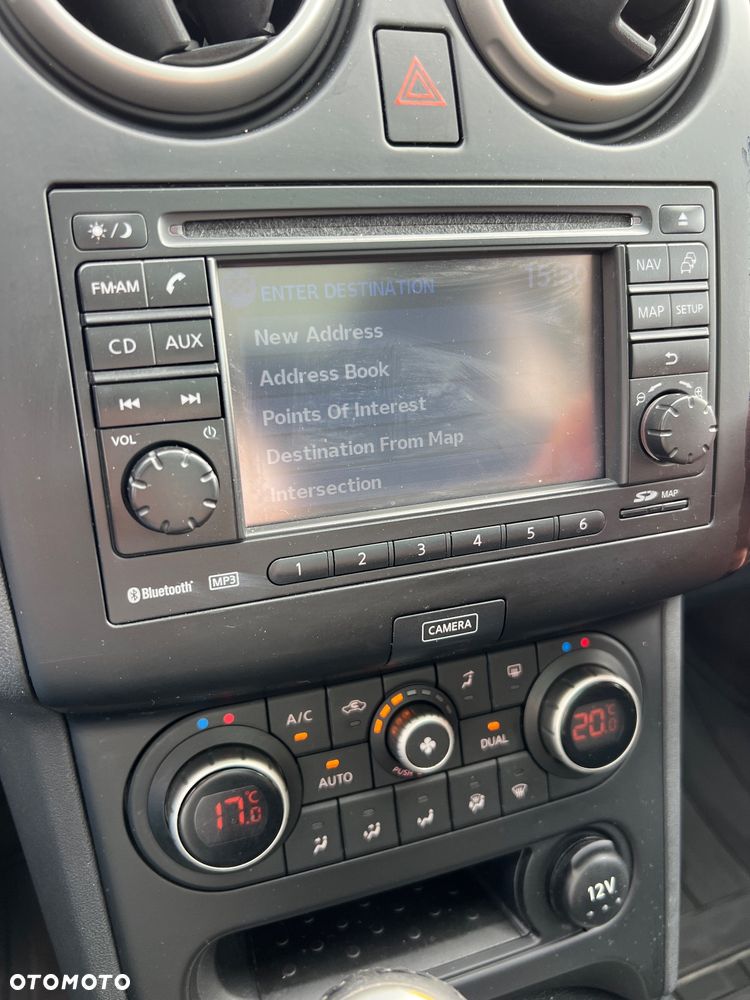 FM·AM
CD
AUX
VOL
ENTER DESTINATION
New Address
Address Book
Points Of Interest
Destination From Map
Intersection
NAV
MAP
SETUP
SD MAP
1 2 3 4 5 6
Bluetooth
MP3
CAMERA
A/C
AUTO
PUSH
DUAL
17.0°C
20.0°C
12V
OTOMOTO